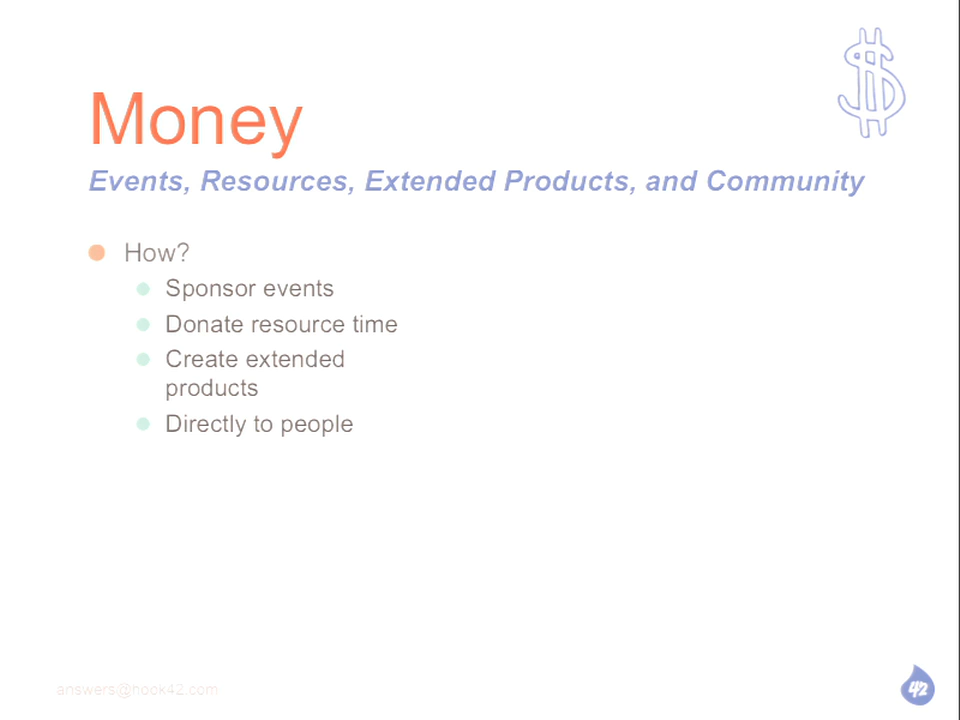 Money
Events, Resources, Extended Products, and Community
How?
Sponsor events
Donate resource time
Create extended
products
Directly to people
answers@hook42.com
42